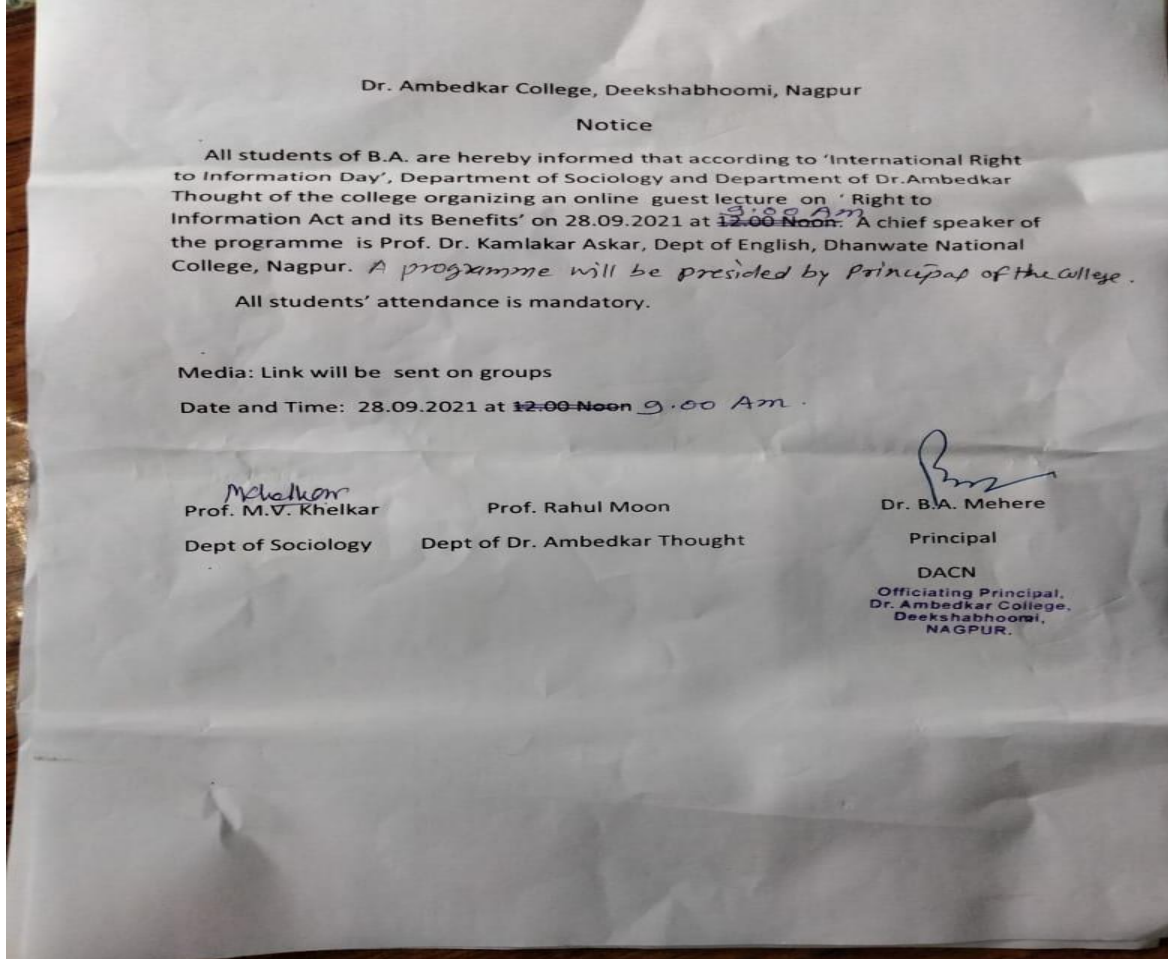 Dr. Ambedkar College, Deekshabhoomi, Nagpur
Notice
All students of B.A. are hereby informed that according to 'International Right
to Information Day', Department of Sociology and Department of Dr.Ambedkar
Thought of the college organizing an online guest lecture on ' Right to
Information Act and its Benefits' on 28.09.2021 at 12.00 Noon. 9:00 Am A chief speaker of
the programme is Prof. Dr. Kamlakar Askar, Dept of English, Dhanwate National
College, Nagpur. A programme will be presided by Principal of the College.
All students' attendance is mandatory.
Media: Link will be sent on groups
Date and Time: 28.09.2021 at 12.00 Noon 9.00 Am.
MKhelkar
Prof. M.V. Khelkar Prof. Rahul Moon Dr. B.A. Mehere
Dept of Sociology Dept of Dr. Ambedkar Thought Principal
DACN
Officiating Principal,
Dr. Ambedkar College,
Deekshabhoomi,
NAGPUR.